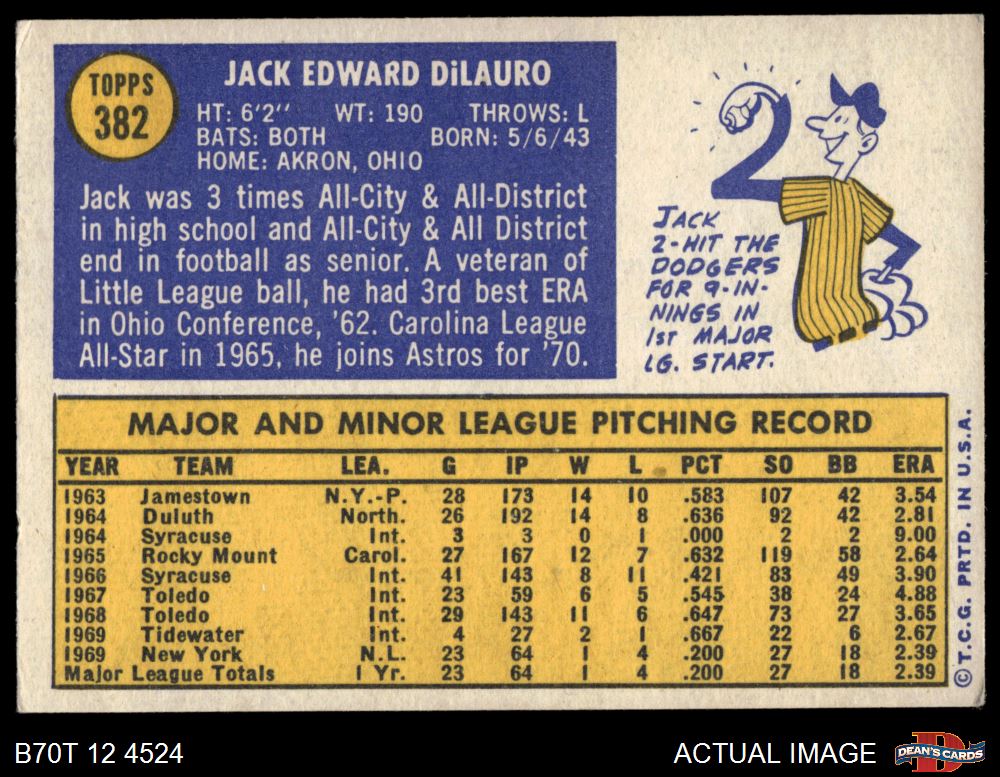 TOPPS
382
JACK EDWARD DiLAURO
HT: 6'2" WT: 190 THROWS: L
BATS: BOTH BORN: 5/6/43
HOME: AKRON, OHIO
Jack was 3 times All-City & All-District
in high school and All-City & All District
end in football as senior. A veteran of
Little League ball, he had 3rd best ERA
in Ohio Conference, '62. Carolina League
All-Star in 1965, he joins Astros for '70.
2
JACK
2-HIT THE
DODGERS
FOR 9-IN-
NINGS IN
1ST MAJOR
LG. START.
MAJOR AND MINOR LEAGUE PITCHING RECORD
YEAR TEAM LEA. G IP W L PCT SO BB ERA
1963 Jamestown N.Y.-P. 28 173 14 10 .583 107 42 3.54
1964 Duluth North. 26 192 14 8 .636 92 42 2.81
1964 Syracuse Int. 3 3 0 1 .000 2 2 9.00
1965 Rocky Mount Carol. 27 167 12 7 .632 119 58 2.64
1966 Syracuse Int. 41 143 8 11 .421 83 49 3.90
1967 Toledo Int. 23 59 6 5 .545 38 24 4.88
1968 Toledo Int. 29 143 11 6 .647 73 27 3.65
1969 Tidewater Int. 4 27 2 1 .667 22 6 2.67
1969 New York N.L. 23 64 1 4 .200 27 18 2.39
Major League Totals 1 Yr. 23 64 1 4 .200 27 18 2.39
© T.C.G. PRTD. IN U.S.A.
B70T 12 4524
ACTUAL IMAGE
D
DEAN'S CARDS